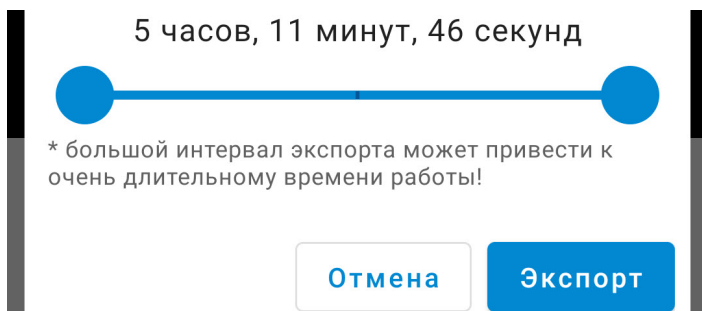 5 часов, 11 минут, 46 секунд
* большой интервал экспорта может привести к
очень длительному времени работы!
Отмена
Экспорт